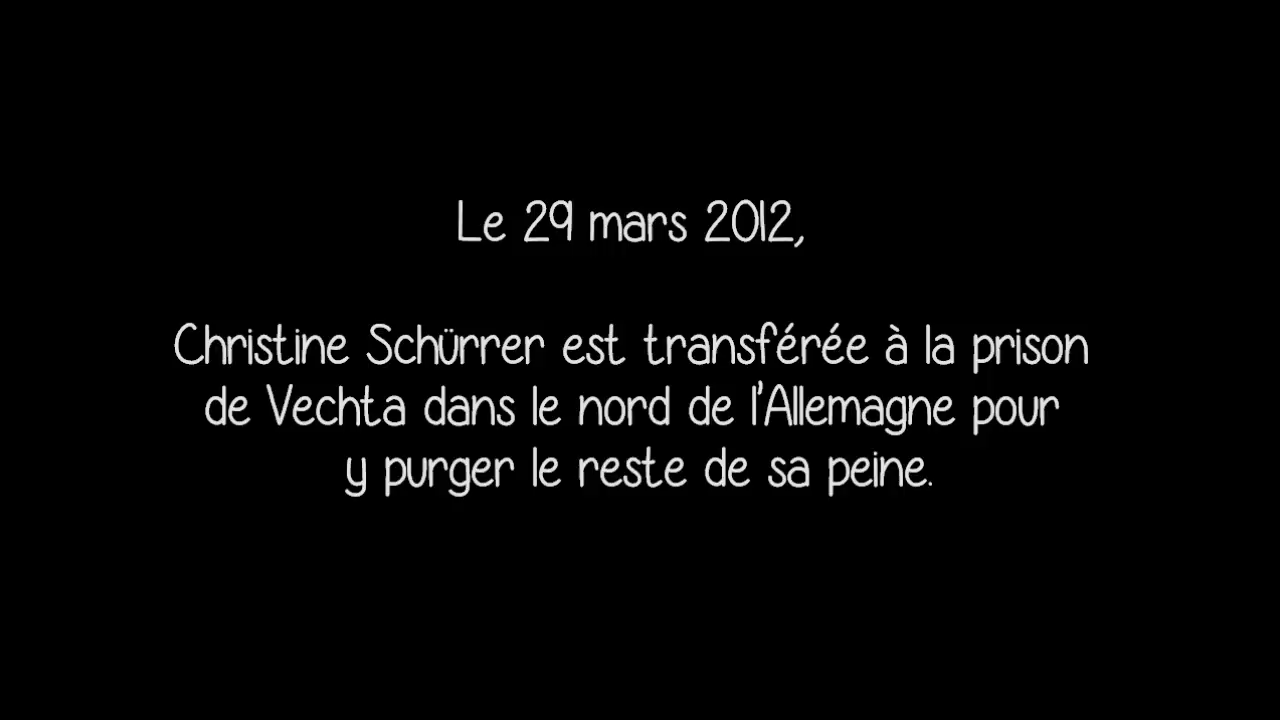 Le 29 mars 2012,
Christine Schürrer est transférée à la prison
de Vechta dans le nord de l'Allemagne pour
y purger le reste de sa peine.